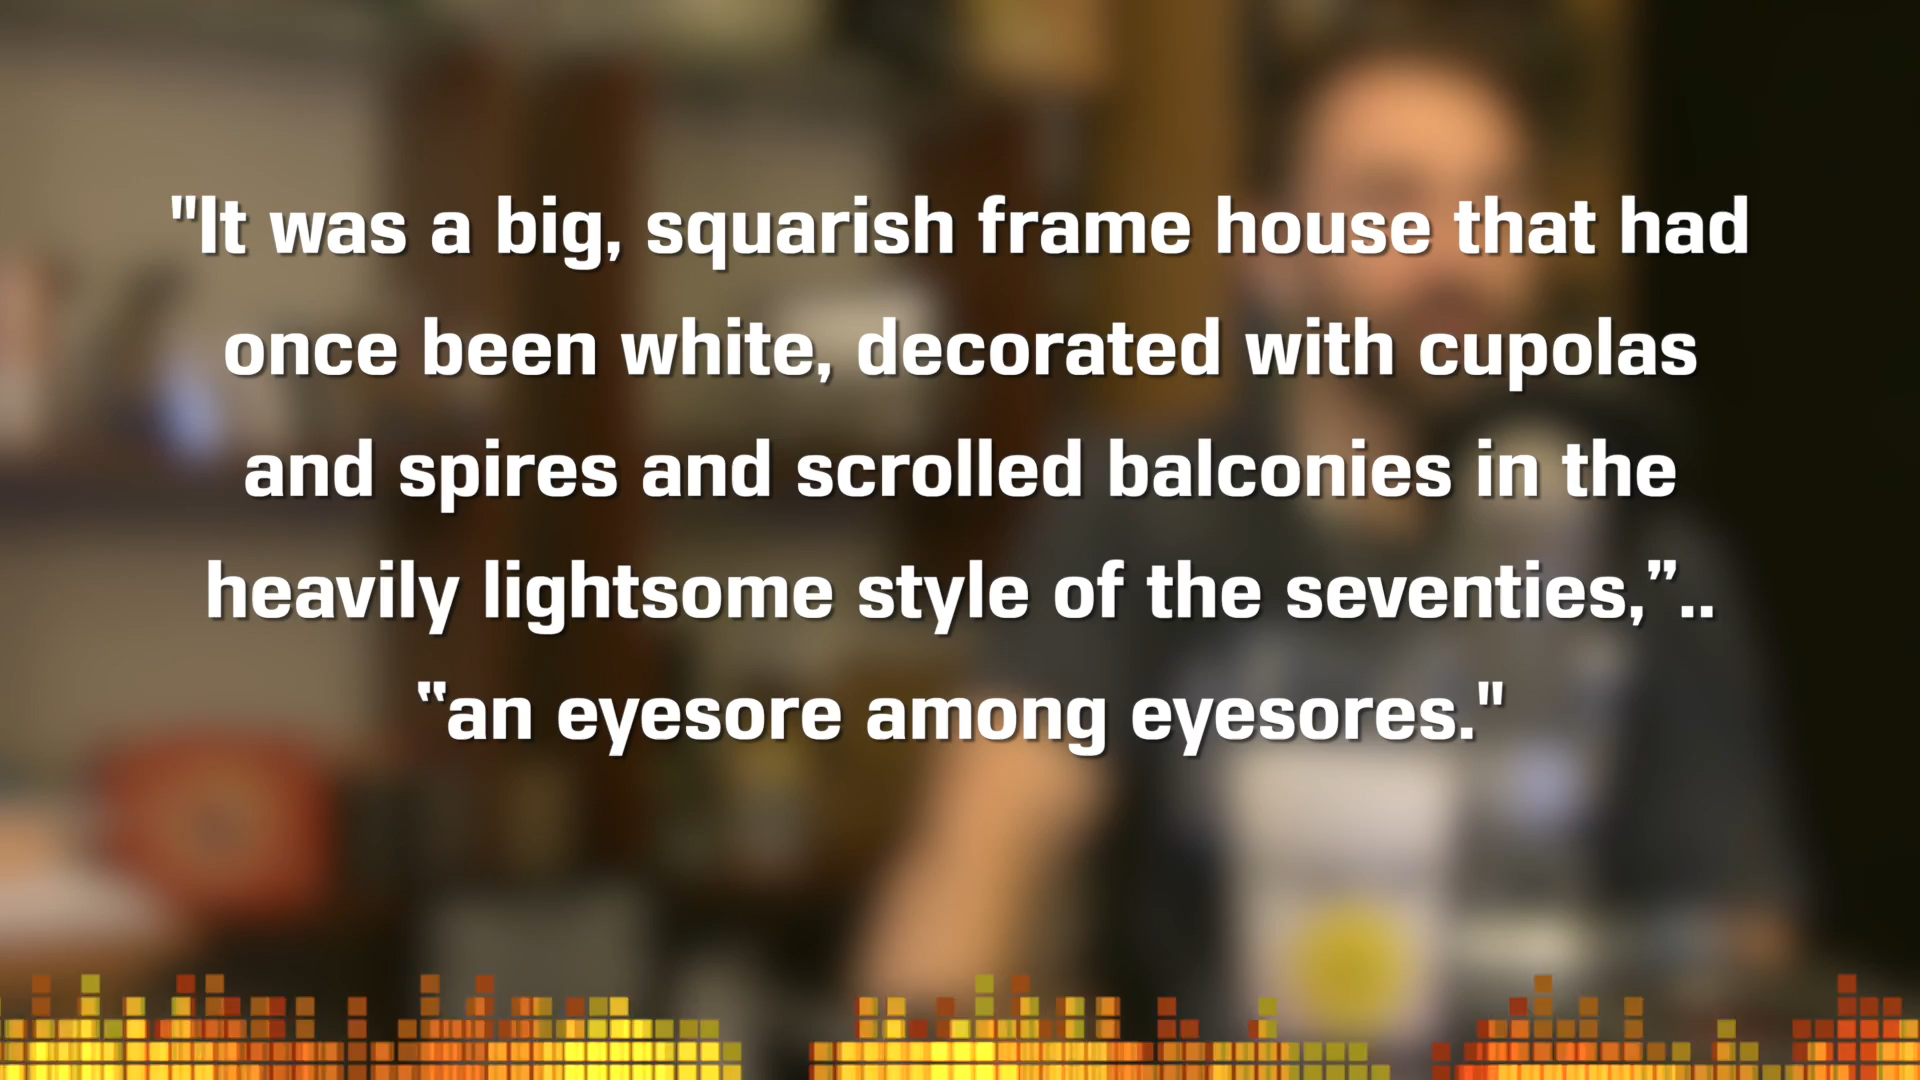 "It was a big, squarish frame house that had
once been white, decorated with cupolas
and spires and scrolled balconies in the
heavily lightsome style of the seventies,”..
“an eyesore among eyesores."